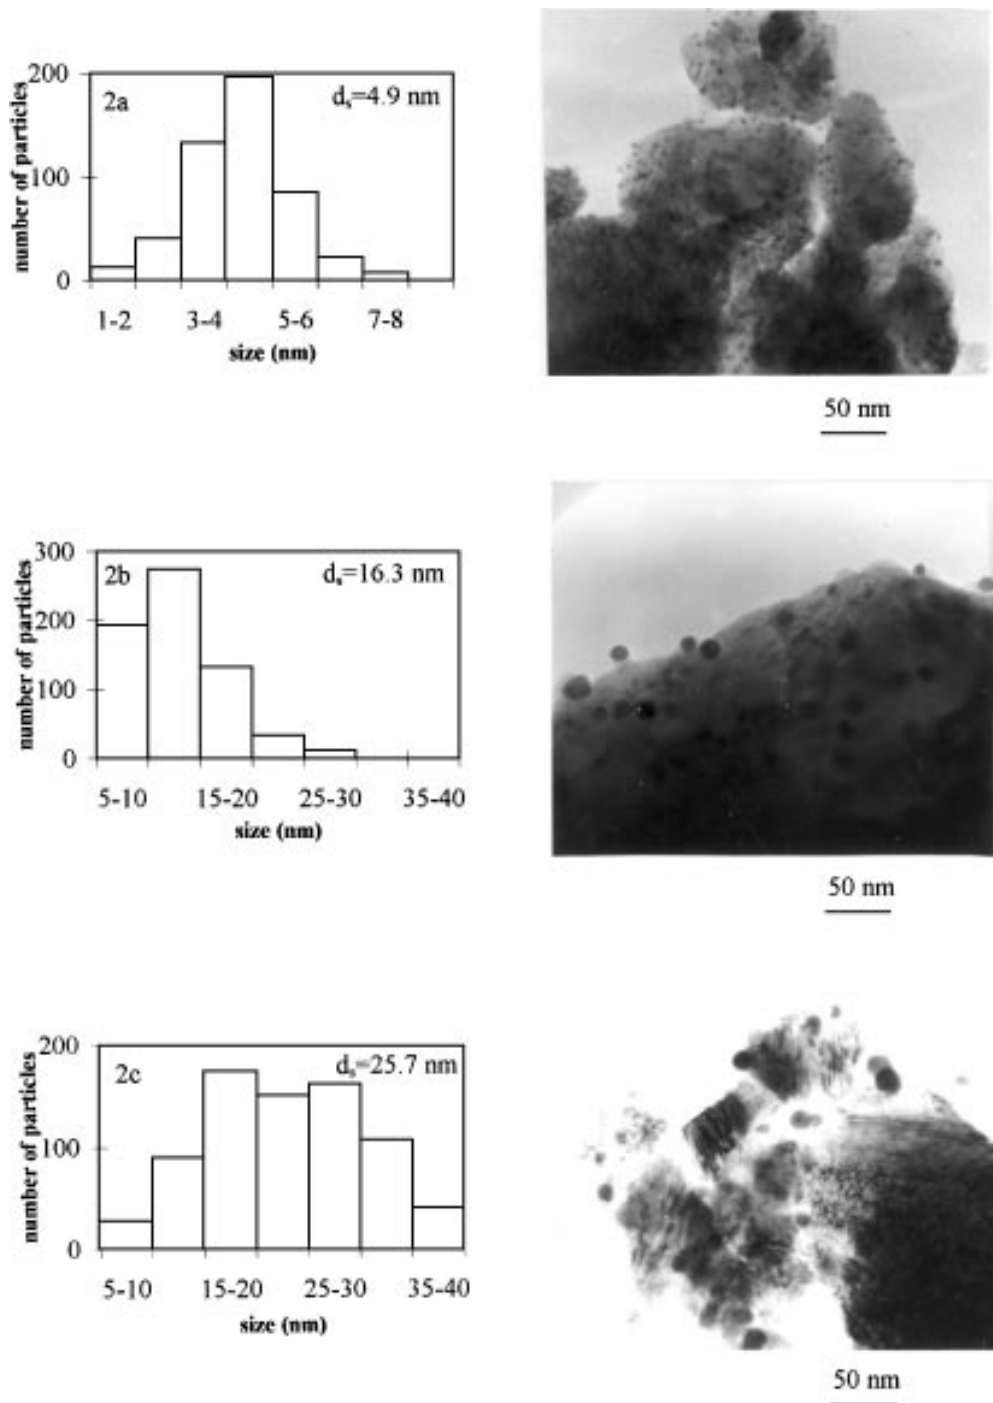 200
2a
dₛ=4.9 nm
100
0
number of particles
1-2 3-4 5-6 7-8
size (nm)
50 nm
300
2b
dₛ=16.3 nm
200
100
0
number of particles
5-10 15-20 25-30 35-40
size (nm)
50 nm
200
2c
dₛ=25.7 nm
100
0
number of particles
5-10 15-20 25-30 35-40
size (nm)
50 nm